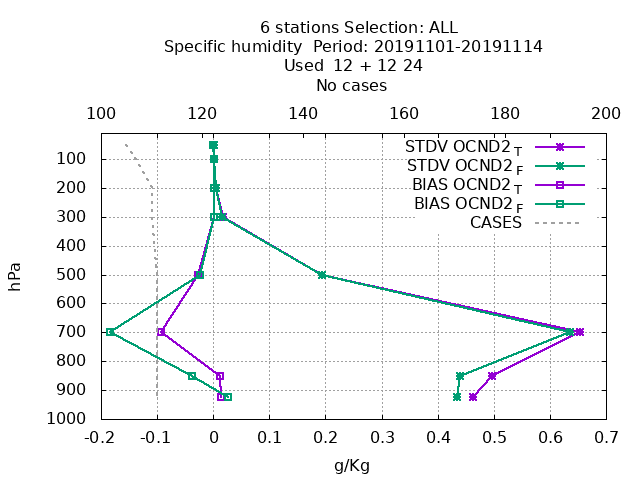 6 stations Selection: ALL
Specific humidity  Period: 20191101-20191114
Used  12 + 12 24
No cases
100 120 140 160 180 200
STDV OCND2 T
STDV OCND2 F
BIAS OCND2 T
BIAS OCND2 F
CASES
hPa
100
200
300
400
500
600
700
800
900
1000
-0.2 -0.1 0 0.1 0.2 0.3 0.4 0.5 0.6 0.7
g/Kg